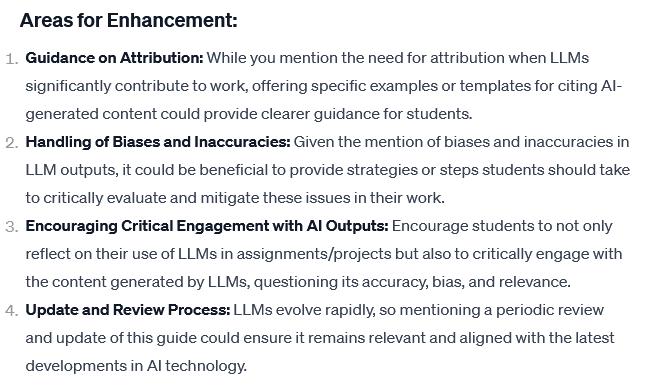 Areas for Enhancement:
1. Guidance on Attribution: While you mention the need for attribution when LLMs
significantly contribute to work, offering specific examples or templates for citing AI-
generated content could provide clearer guidance for students.
2. Handling of Biases and Inaccuracies: Given the mention of biases and inaccuracies in
LLM outputs, it could be beneficial to provide strategies or steps students should take
to critically evaluate and mitigate these issues in their work.
3. Encouraging Critical Engagement with AI Outputs: Encourage students to not only
reflect on their use of LLMs in assignments/projects but also to critically engage with
the content generated by LLMs, questioning its accuracy, bias, and relevance.
4. Update and Review Process: LLMs evolve rapidly, so mentioning a periodic review
and update of this guide could ensure it remains relevant and aligned with the latest
developments in AI technology.